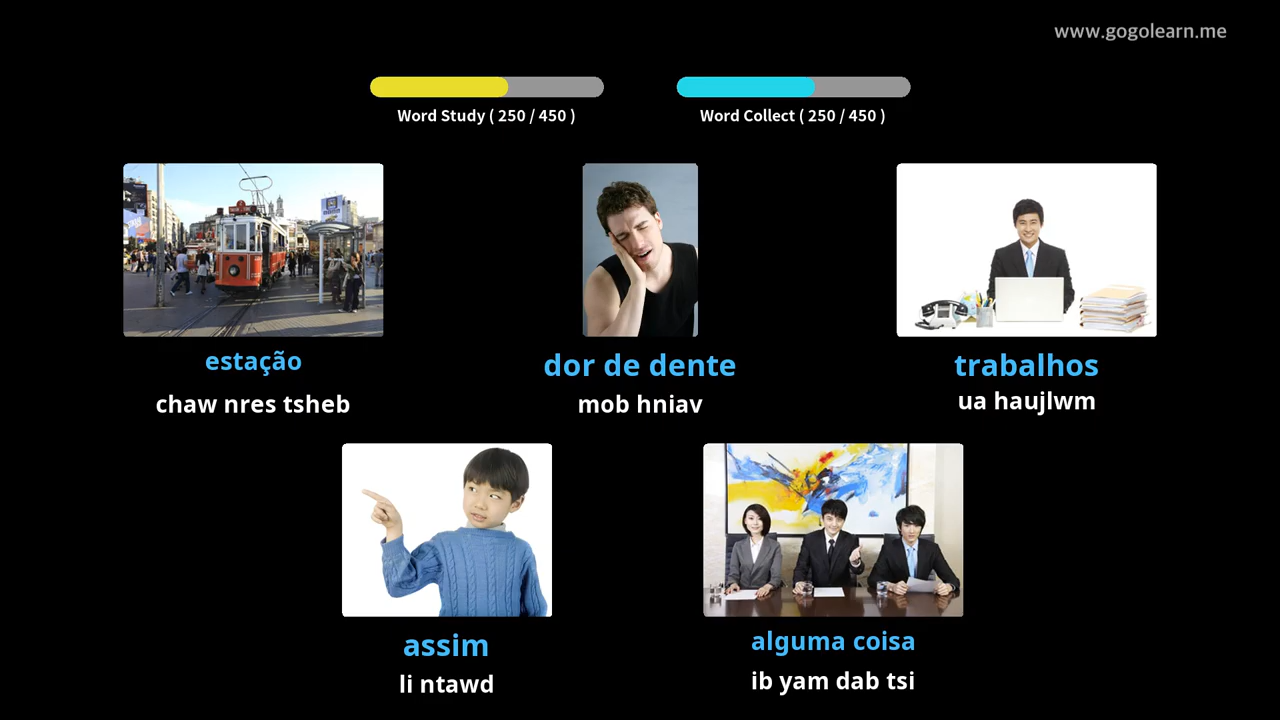 www.gogolearn.me
Word Study ( 250 / 450 )
Word Collect ( 250 / 450 )
estação
chaw nres tsheb
dor de dente
mob hniav
trabalhos
ua haujlwm
assim
li ntawd
alguma coisa
ib yam dab tsi